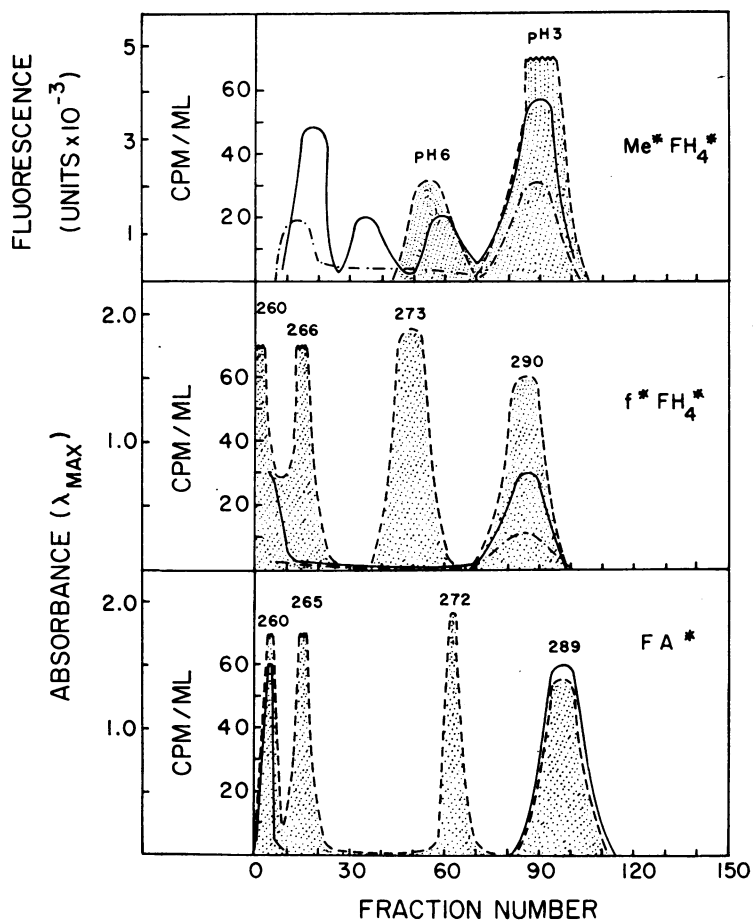 FLUORESCENCE
(UNITS x10⁻³)
5
3
1
CPM/ML
60
40
20
pH6
pH3
Me* FH₄*
ABSORBANCE (λMAX)
2.0
1.0
CPM/ML
60
40
20
260
266
273
290
f* FH₄*
2.0
1.0
CPM/ML
60
40
20
260
265
272
289
FA*
0
30
60
90
120
150
FRACTION NUMBER